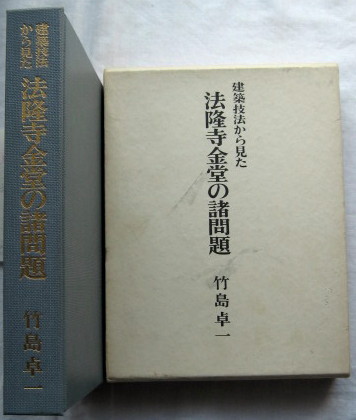 建築技法
から見た
法隆寺金堂の諸問題
竹島卓一
建築技法から見た
法隆寺金堂の諸問題
竹島卓一